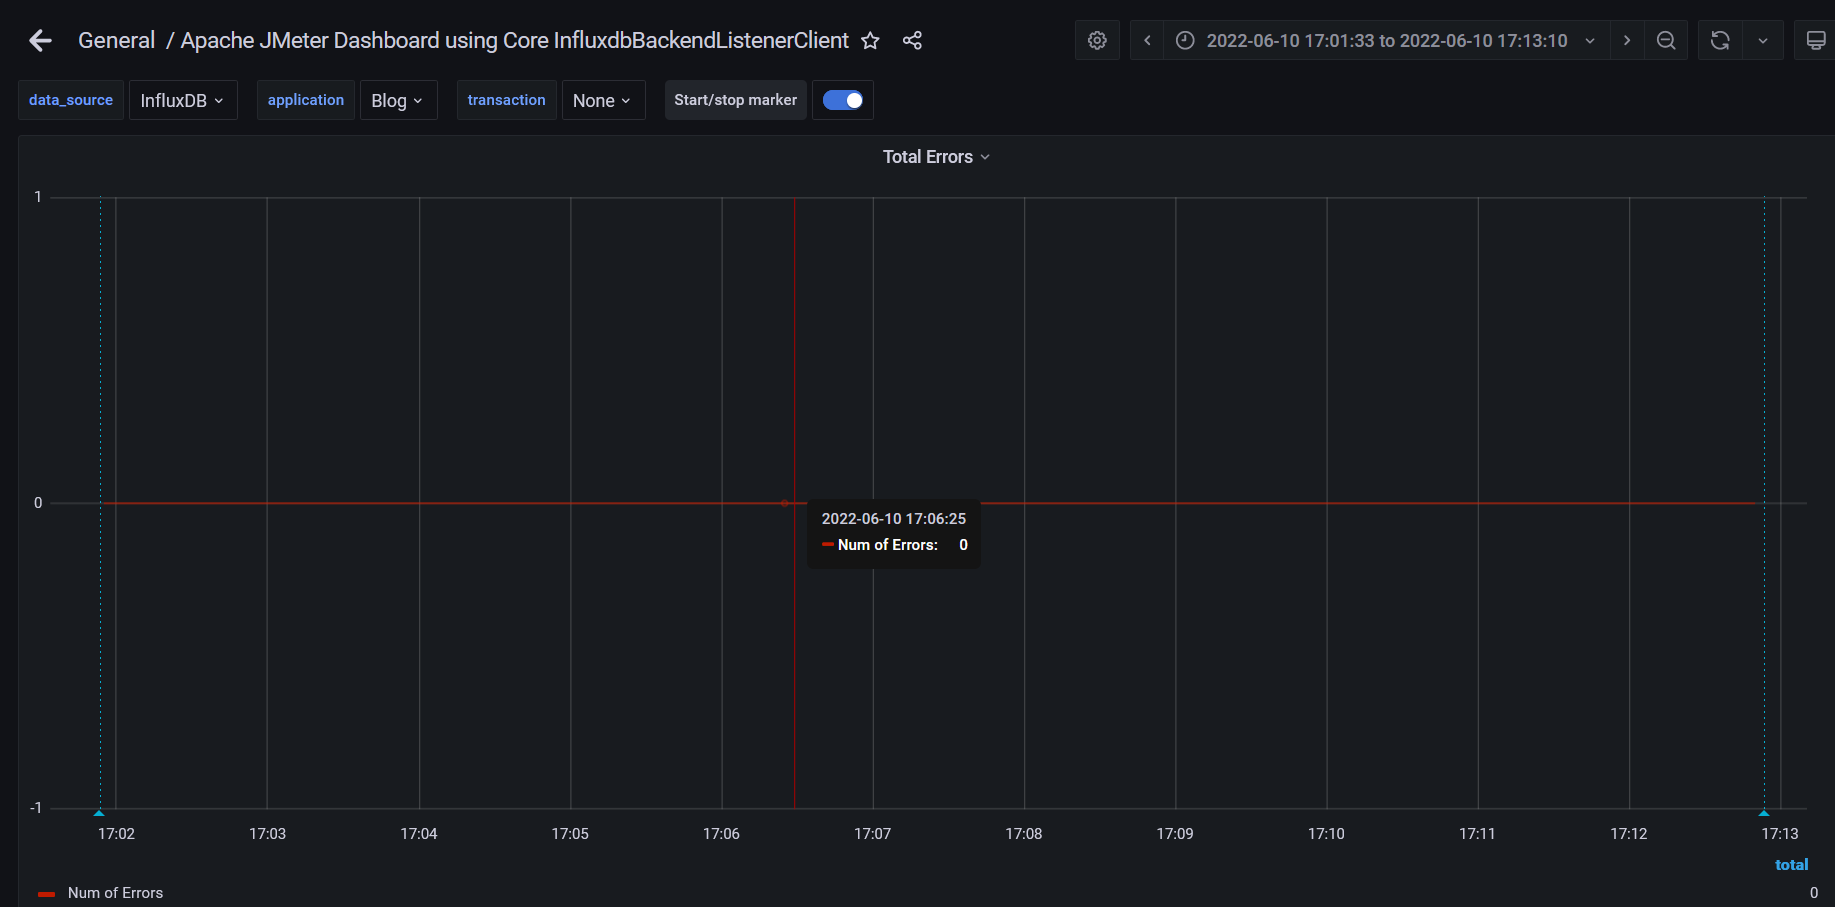 General / Apache JMeter Dashboard using Core InfluxdbBackendListenerClient
2022-06-10 17:01:33 to 2022-06-10 17:13:10
data_source InfluxDB application Blog transaction None Start/stop marker
Total Errors
1
0
-1
2022-06-10 17:06:25
Num of Errors: 0
17:02 17:03 17:04 17:05 17:06 17:07 17:08 17:09 17:10 17:11 17:12 17:13
total
Num of Errors 0